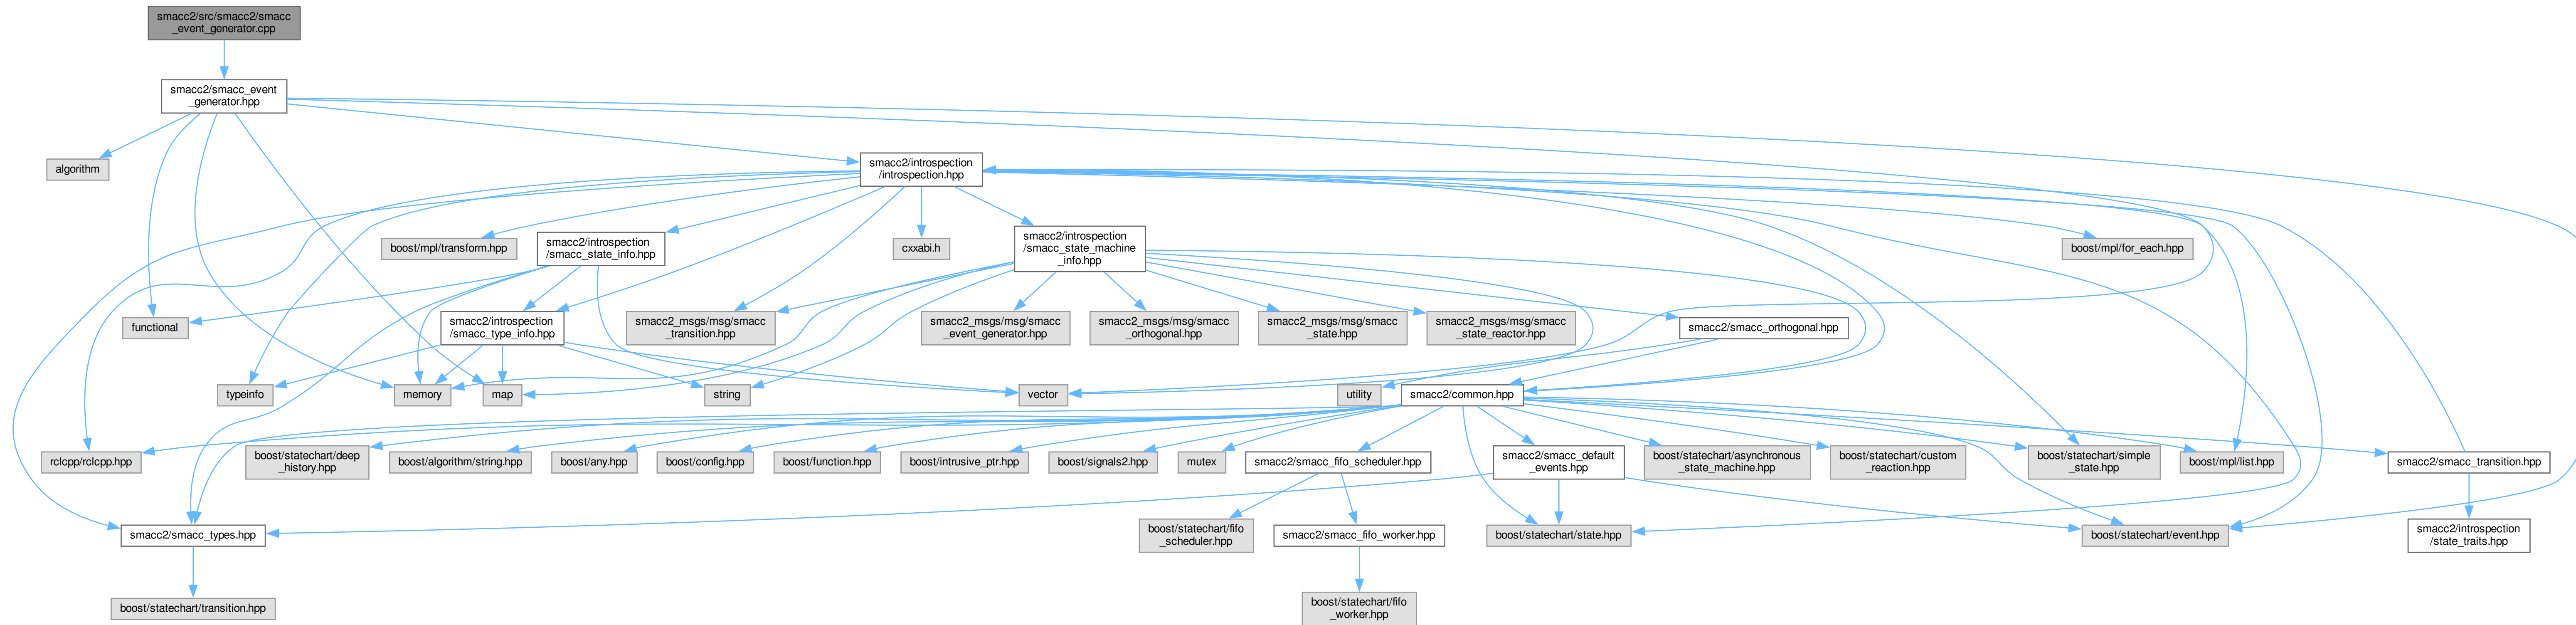 smacc2/src/smacc2/smacc
_event_generator.cpp
smacc2/smacc_event
_generator.hpp
algorithm
smacc2/introspection
/introspection.hpp
boost/mpl/transform.hpp
smacc2/introspection
/smacc_state_info.hpp
cxxabi.h
smacc2/introspection
/smacc_state_machine
_info.hpp
boost/mpl/for_each.hpp
functional
smacc2/introspection
/smacc_type_info.hpp
smacc2_msgs/msg/smacc
_transition.hpp
smacc2_msgs/msg/smacc
_event_generator.hpp
smacc2_msgs/msg/smacc
_orthogonal.hpp
smacc2_msgs/msg/smacc
_state.hpp
smacc2_msgs/msg/smacc
_state_reactor.hpp
smacc2/smacc_orthogonal.hpp
typeinfo
memory
map
string
vector
utility
smacc2/common.hpp
rclcpp/rclcpp.hpp
boost/statechart/deep
_history.hpp
boost/algorithm/string.hpp
boost/any.hpp
boost/config.hpp
boost/function.hpp
boost/intrusive_ptr.hpp
boost/signals2.hpp
mutex
smacc2/smacc_fifo_scheduler.hpp
smacc2/smacc_default
_events.hpp
boost/statechart/asynchronous
_state_machine.hpp
boost/statechart/custom
_reaction.hpp
boost/statechart/simple
_state.hpp
boost/mpl/list.hpp
smacc2/smacc_transition.hpp
smacc2/smacc_types.hpp
boost/statechart/fifo
_scheduler.hpp
smacc2/smacc_fifo_worker.hpp
boost/statechart/state.hpp
boost/statechart/event.hpp
smacc2/introspection
/state_traits.hpp
boost/statechart/transition.hpp
boost/statechart/fifo
_worker.hpp